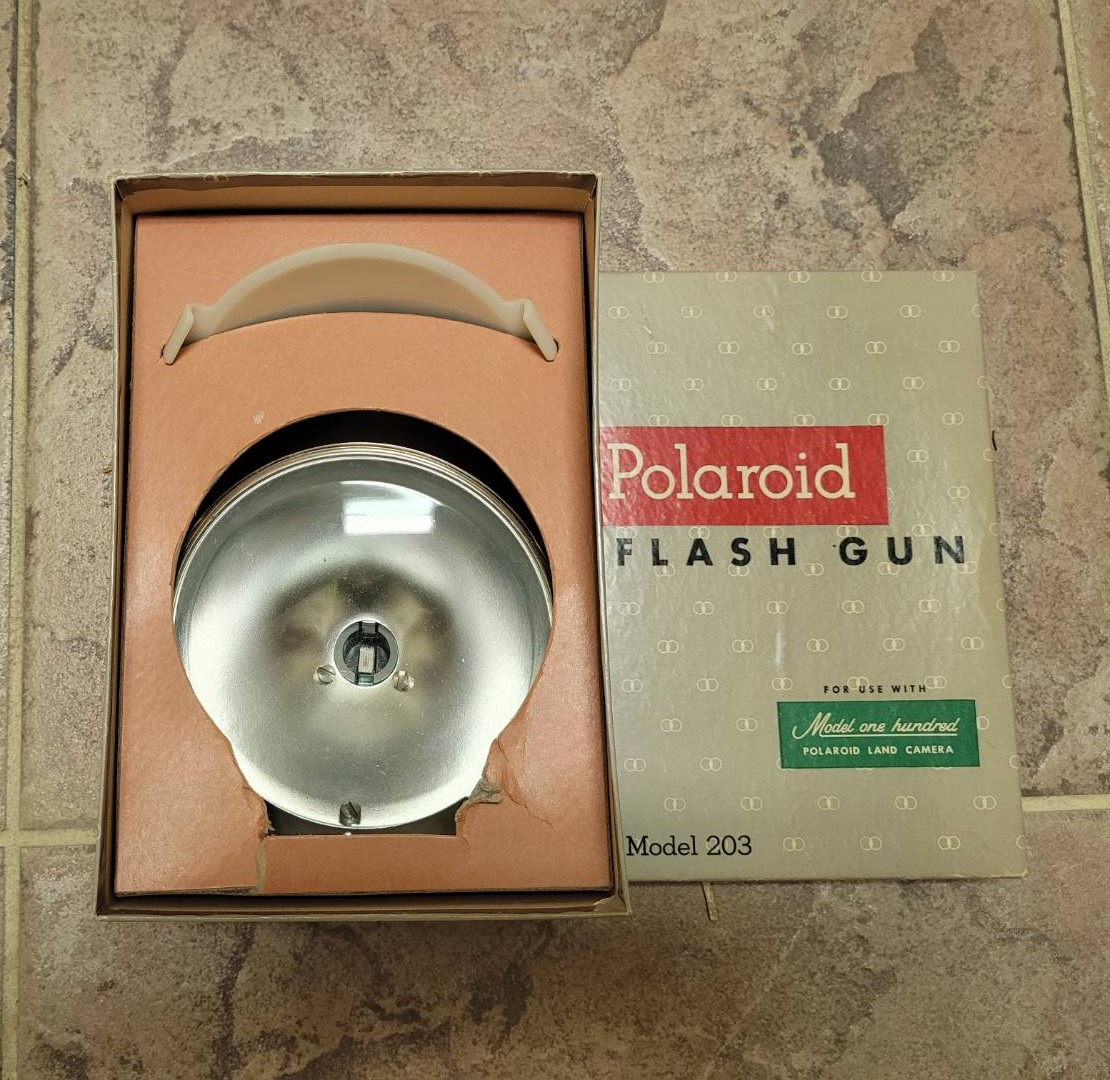 Polaroid
FLASH GUN
FOR USE WITH
Model one hundred
POLAROID LAND CAMERA
Model 203